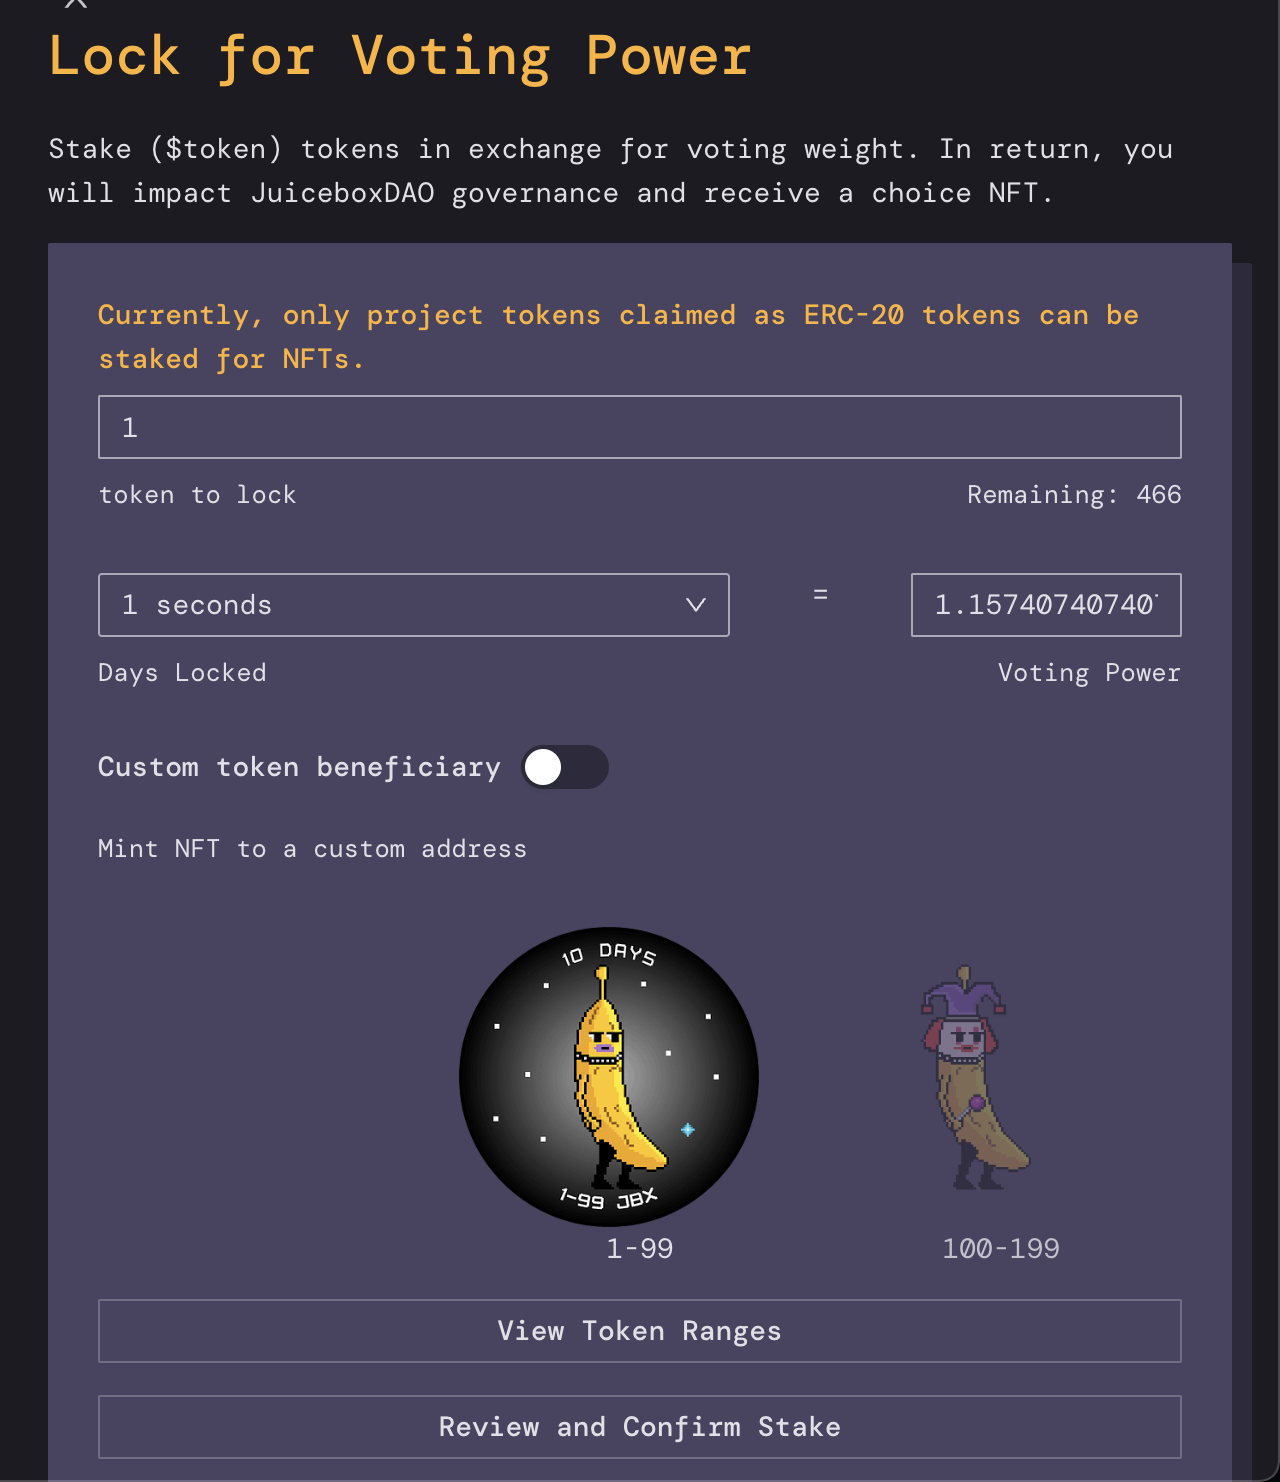 Lock for Voting Power
Stake ($token) tokens in exchange for voting weight. In return, you
will impact JuiceboxDAO governance and receive a choice NFT.
Currently, only project tokens claimed as ERC-20 tokens can be
staked for NFTs.
1
token to lock
Remaining: 466
1 seconds
=
1.15740740740
Days Locked
Voting Power
Custom token beneficiary
Mint NFT to a custom address
10 DAYS
1-99 JBX
1-99
100-199
View Token Ranges
Review and Confirm Stake